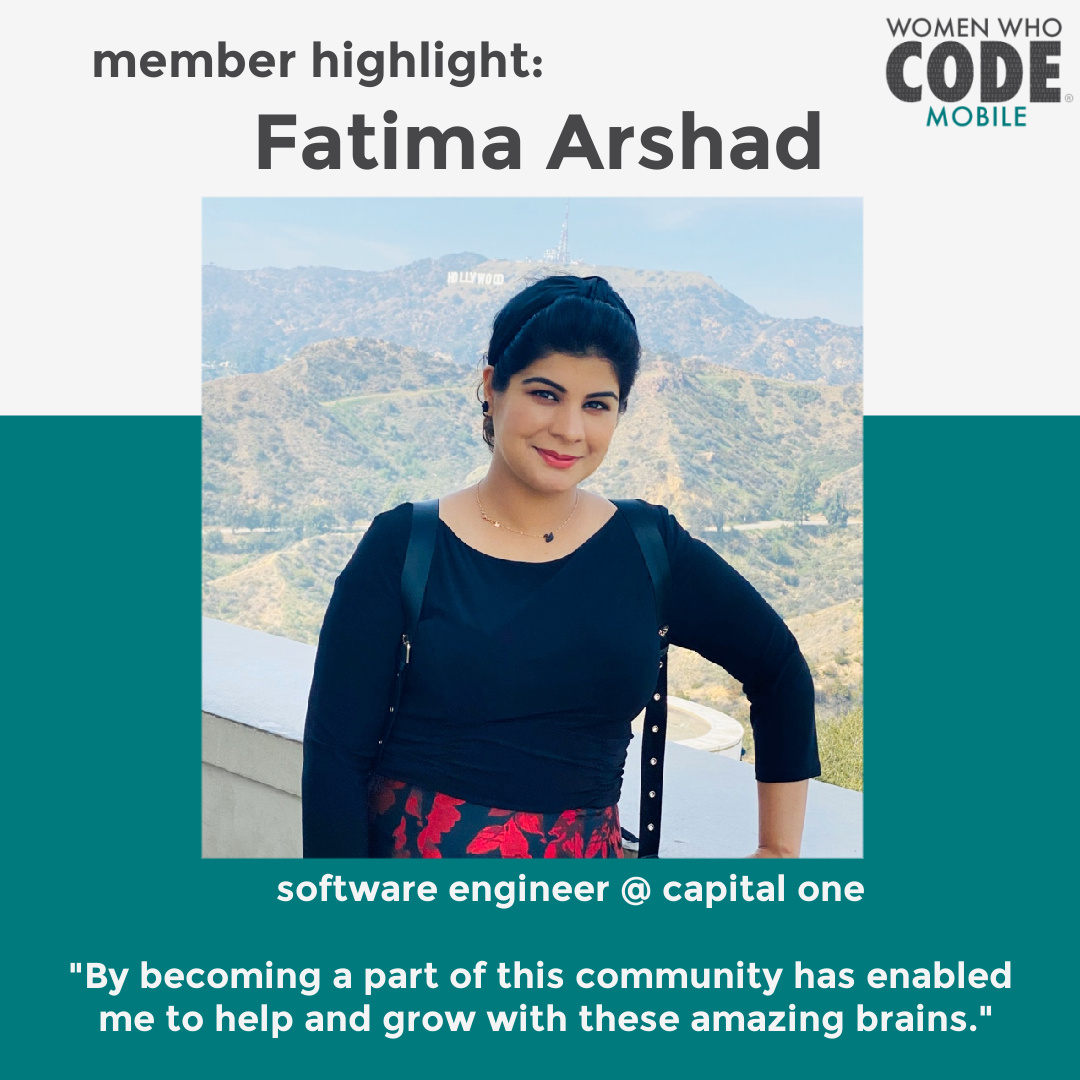 WOMEN WHO
CODE®
MOBILE
member highlight:
Fatima Arshad
HOLLYWOOD
software engineer @ capital one
"By becoming a part of this community has enabled
me to help and grow with these amazing brains."